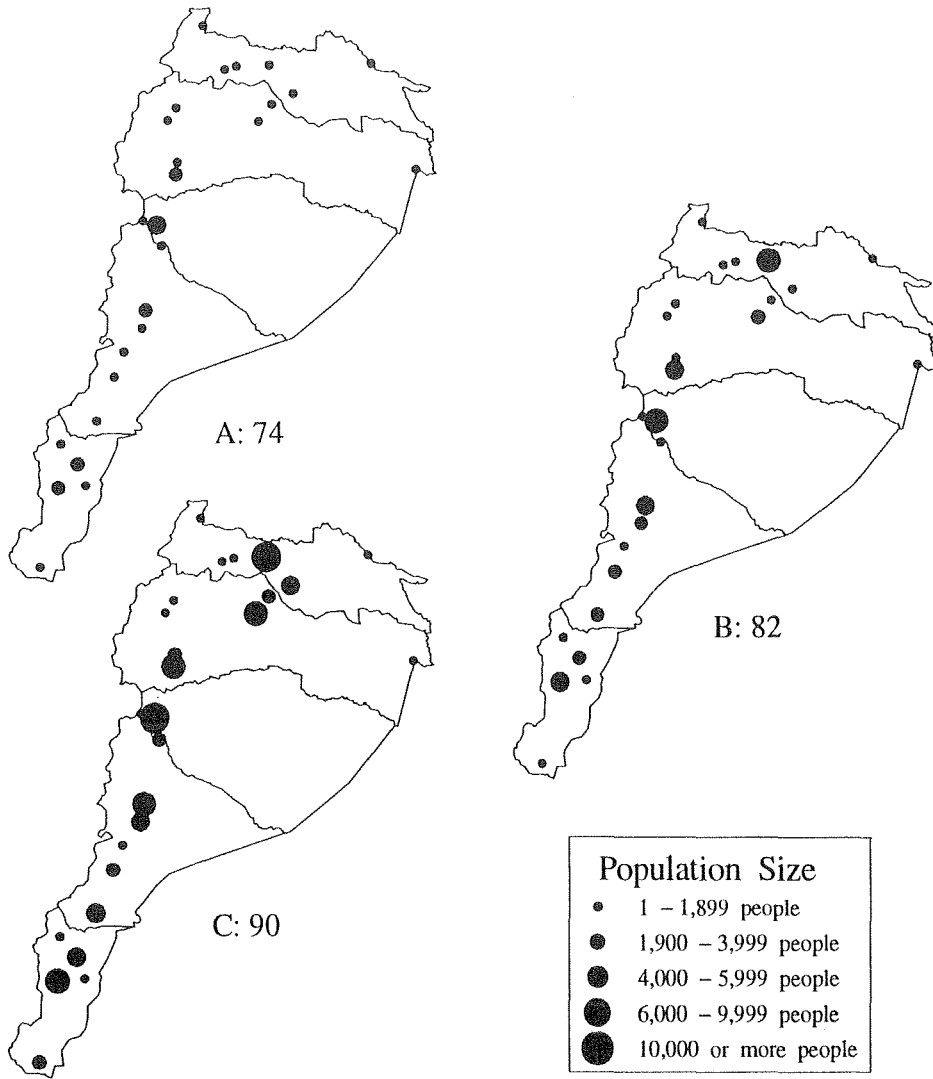 A: 74
B: 82
C: 90
Population Size
1 – 1,899 people
1,900 – 3,999 people
4,000 – 5,999 people
6,000 – 9,999 people
10,000 or more people